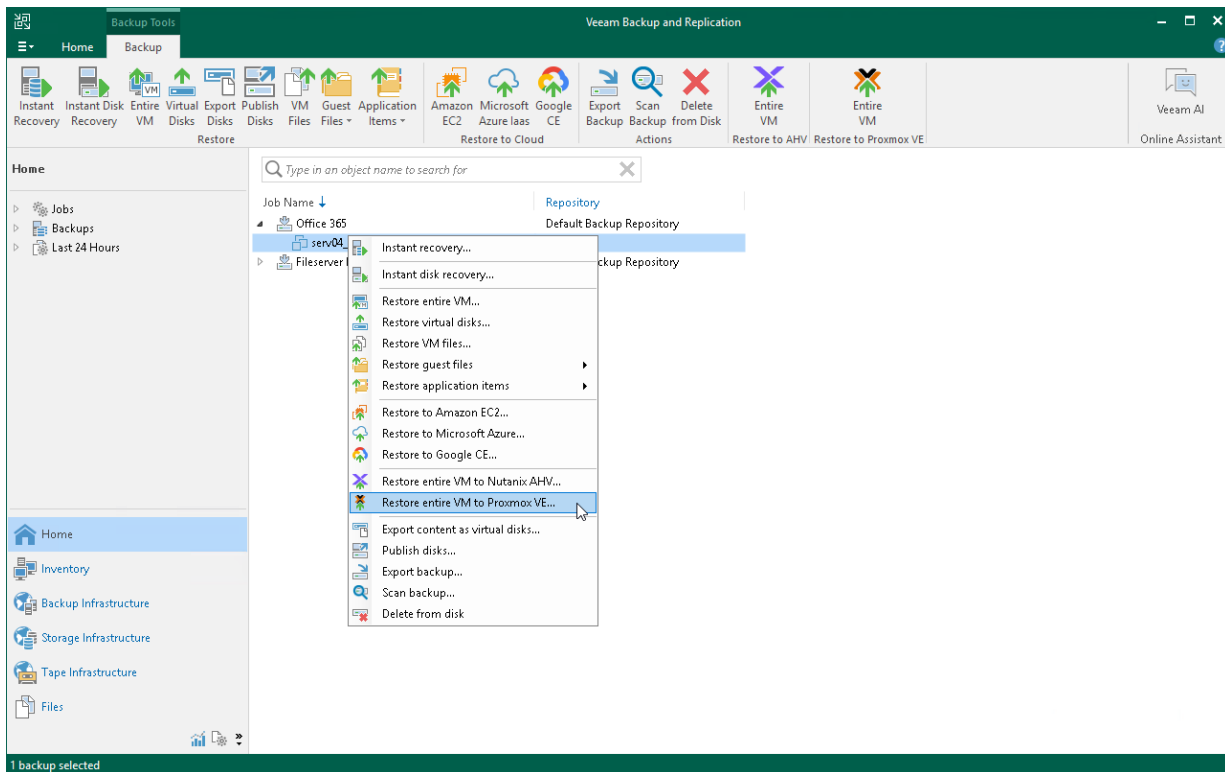 Backup Tools
Veeam Backup and Replication
Home Backup
Instant Recovery
Instant Disk Recovery
Entire VM
Virtual Disks
Export Disks
Publish Disks
VM Files
Guest Files
Application Items
Restore
Amazon EC2
Microsoft Azure Iaas
Google CE
Restore to Cloud
Export Backup
Scan Backup
Delete from Disk
Actions
Entire VM
Restore to AHV
Entire VM
Restore to Proxmox VE
Veeam AI
Online Assistant
Home
Jobs
Backups
Last 24 Hours
Type in an object name to search for
Job Name Repository
Office 365 Default Backup Repository
serv04_
Fileserver ckup Repository
Instant recovery...
Instant disk recovery...
Restore entire VM...
Restore virtual disks...
Restore VM files...
Restore guest files
Restore application items
Restore to Amazon EC2...
Restore to Microsoft Azure...
Restore to Google CE...
Restore entire VM to Nutanix AHV...
Restore entire VM to Proxmox VE...
Export content as virtual disks...
Publish disks...
Export backup...
Scan backup...
Delete from disk
Home
Inventory
Backup Infrastructure
Storage Infrastructure
Tape Infrastructure
Files
1 backup selected